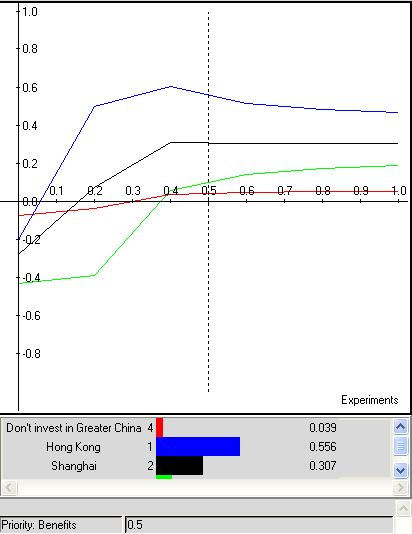 1.0
0.8
0.6
0.4
0.2
0.0 0.1 0.2 0.3 0.4 0.5 0.6 0.7 0.8 0.9 1.0
-0.2
-0.4
-0.6
-0.8
Experiments
Don't invest in Greater China 4 0.039
Hong Kong 1 0.556
Shanghai 2 0.307
Priority: Benefits 0.5